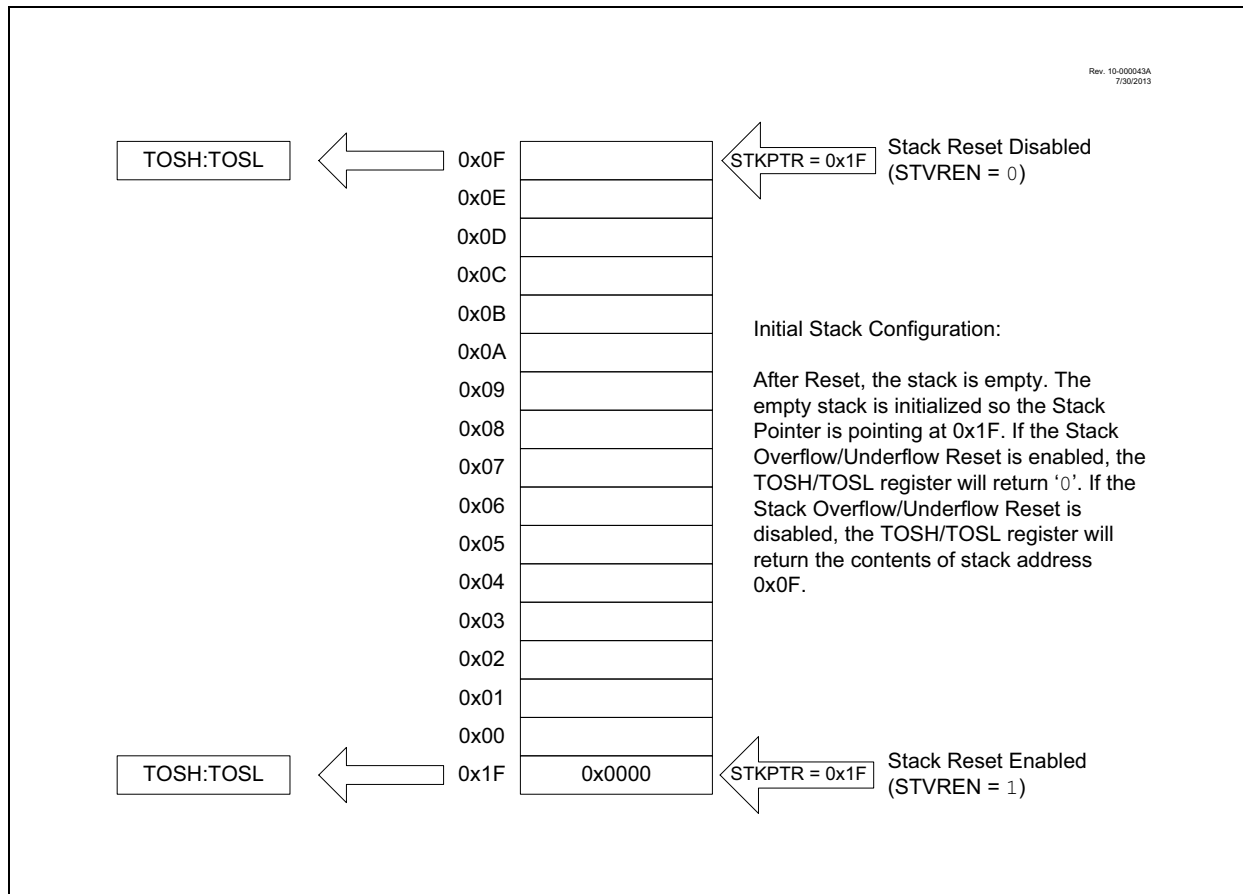 Rev. 10-000043A
7/30/2013
TOSH:TOSL
0x0F
STKPTR = 0x1F
Stack Reset Disabled
(STVREN = 0)
0x0E
0x0D
0x0C
0x0B
0x0A
0x09
0x08
0x07
0x06
0x05
0x04
0x03
0x02
0x01
0x00
Initial Stack Configuration:
After Reset, the stack is empty. The
empty stack is initialized so the Stack
Pointer is pointing at 0x1F. If the Stack
Overflow/Underflow Reset is enabled, the
TOSH/TOSL register will return ‘0’. If the
Stack Overflow/Underflow Reset is
disabled, the TOSH/TOSL register will
return the contents of stack address
0x0F.
TOSH:TOSL
0x1F
0x0000
STKPTR = 0x1F
Stack Reset Enabled
(STVREN = 1)